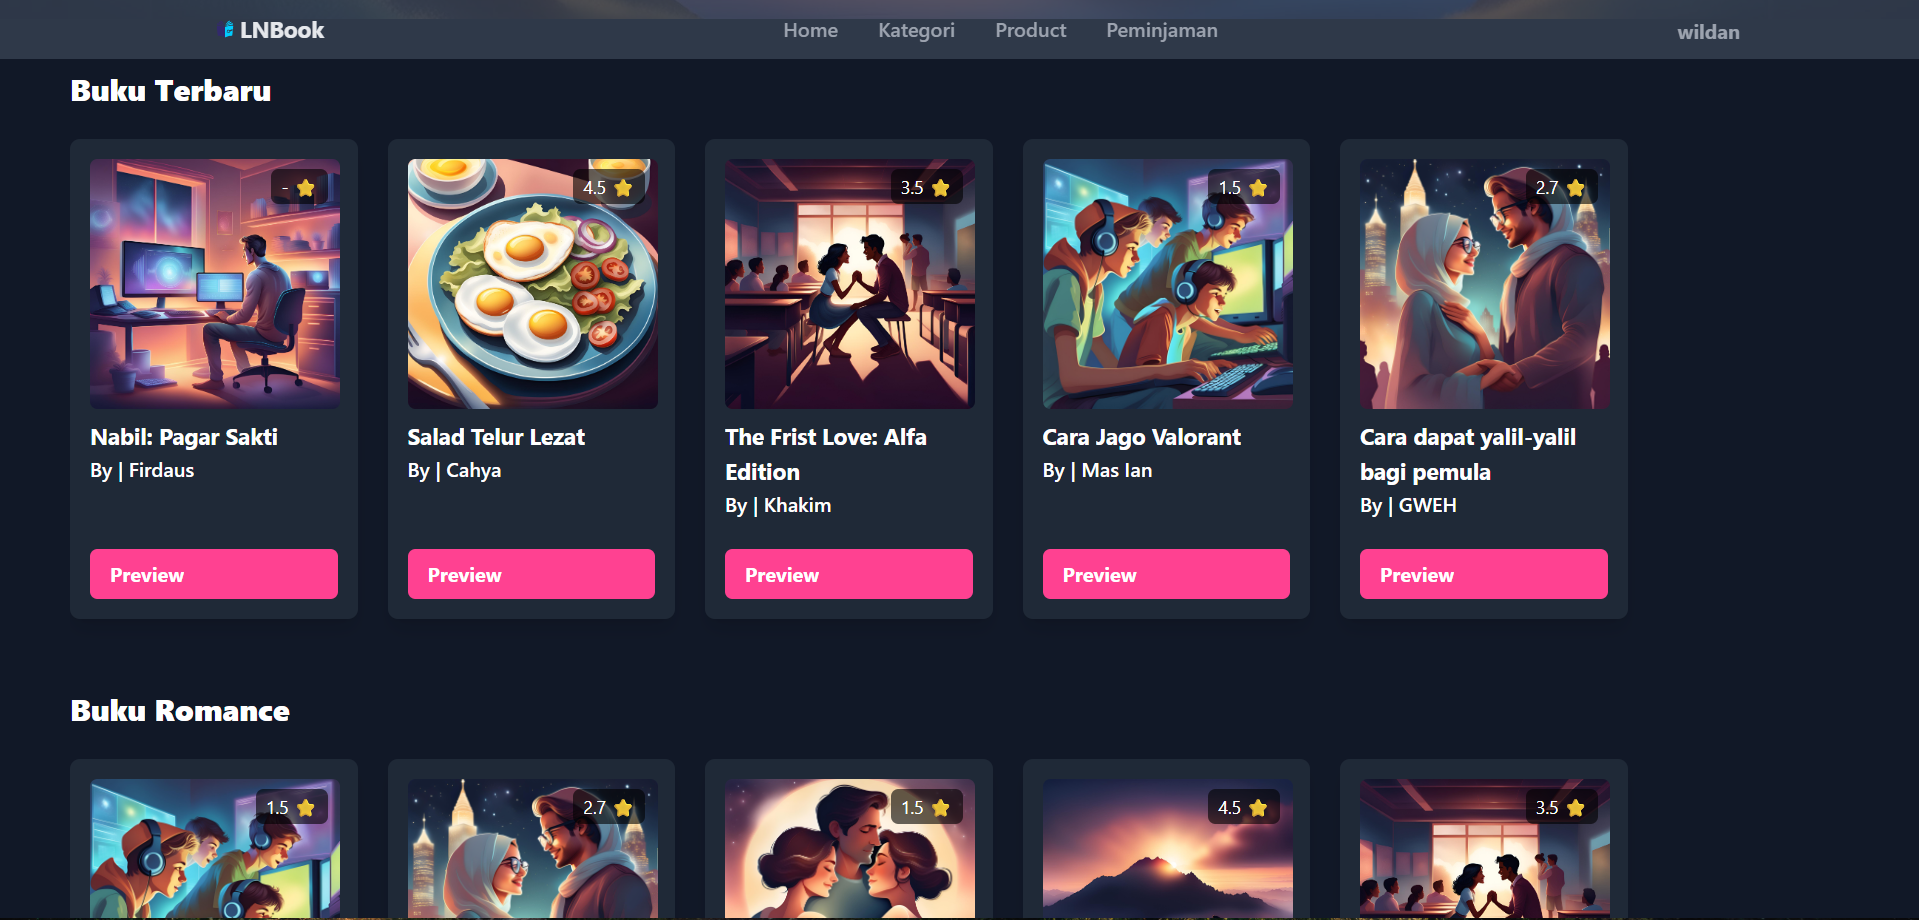 LNBook
Home Kategori Product Peminjaman
wildan
Buku Terbaru
-
4.5
3.5
1.5
2.7
Nabil: Pagar Sakti
By | Firdaus
Preview
Salad Telur Lezat
By | Cahya
Preview
The Frist Love: Alfa
Edition
By | Khakim
Preview
Cara Jago Valorant
By | Mas Ian
Preview
Cara dapat yalil-yalil
bagi pemula
By | GWEH
Preview
Buku Romance
1.5
2.7
1.5
4.5
3.5